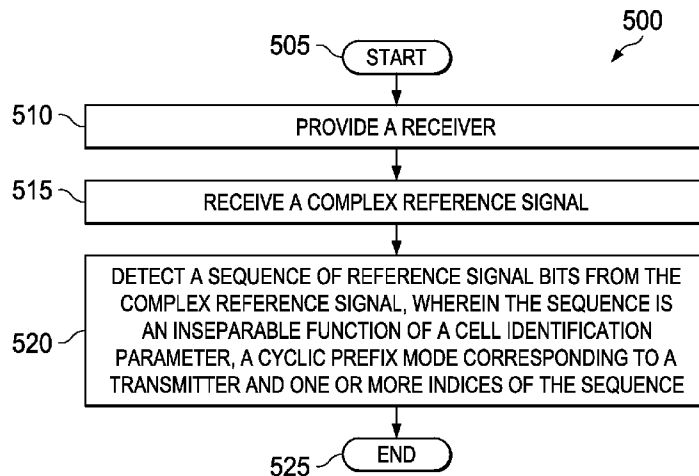 500
505
START
510
PROVIDE A RECEIVER
515
RECEIVE A COMPLEX REFERENCE SIGNAL
520
DETECT A SEQUENCE OF REFERENCE SIGNAL BITS FROM THE
COMPLEX REFERENCE SIGNAL, WHEREIN THE SEQUENCE IS
AN INSEPARABLE FUNCTION OF A CELL IDENTIFICATION
PARAMETER, A CYCLIC PREFIX MODE CORRESPONDING TO A
TRANSMITTER AND ONE OR MORE INDICES OF THE SEQUENCE
525
END